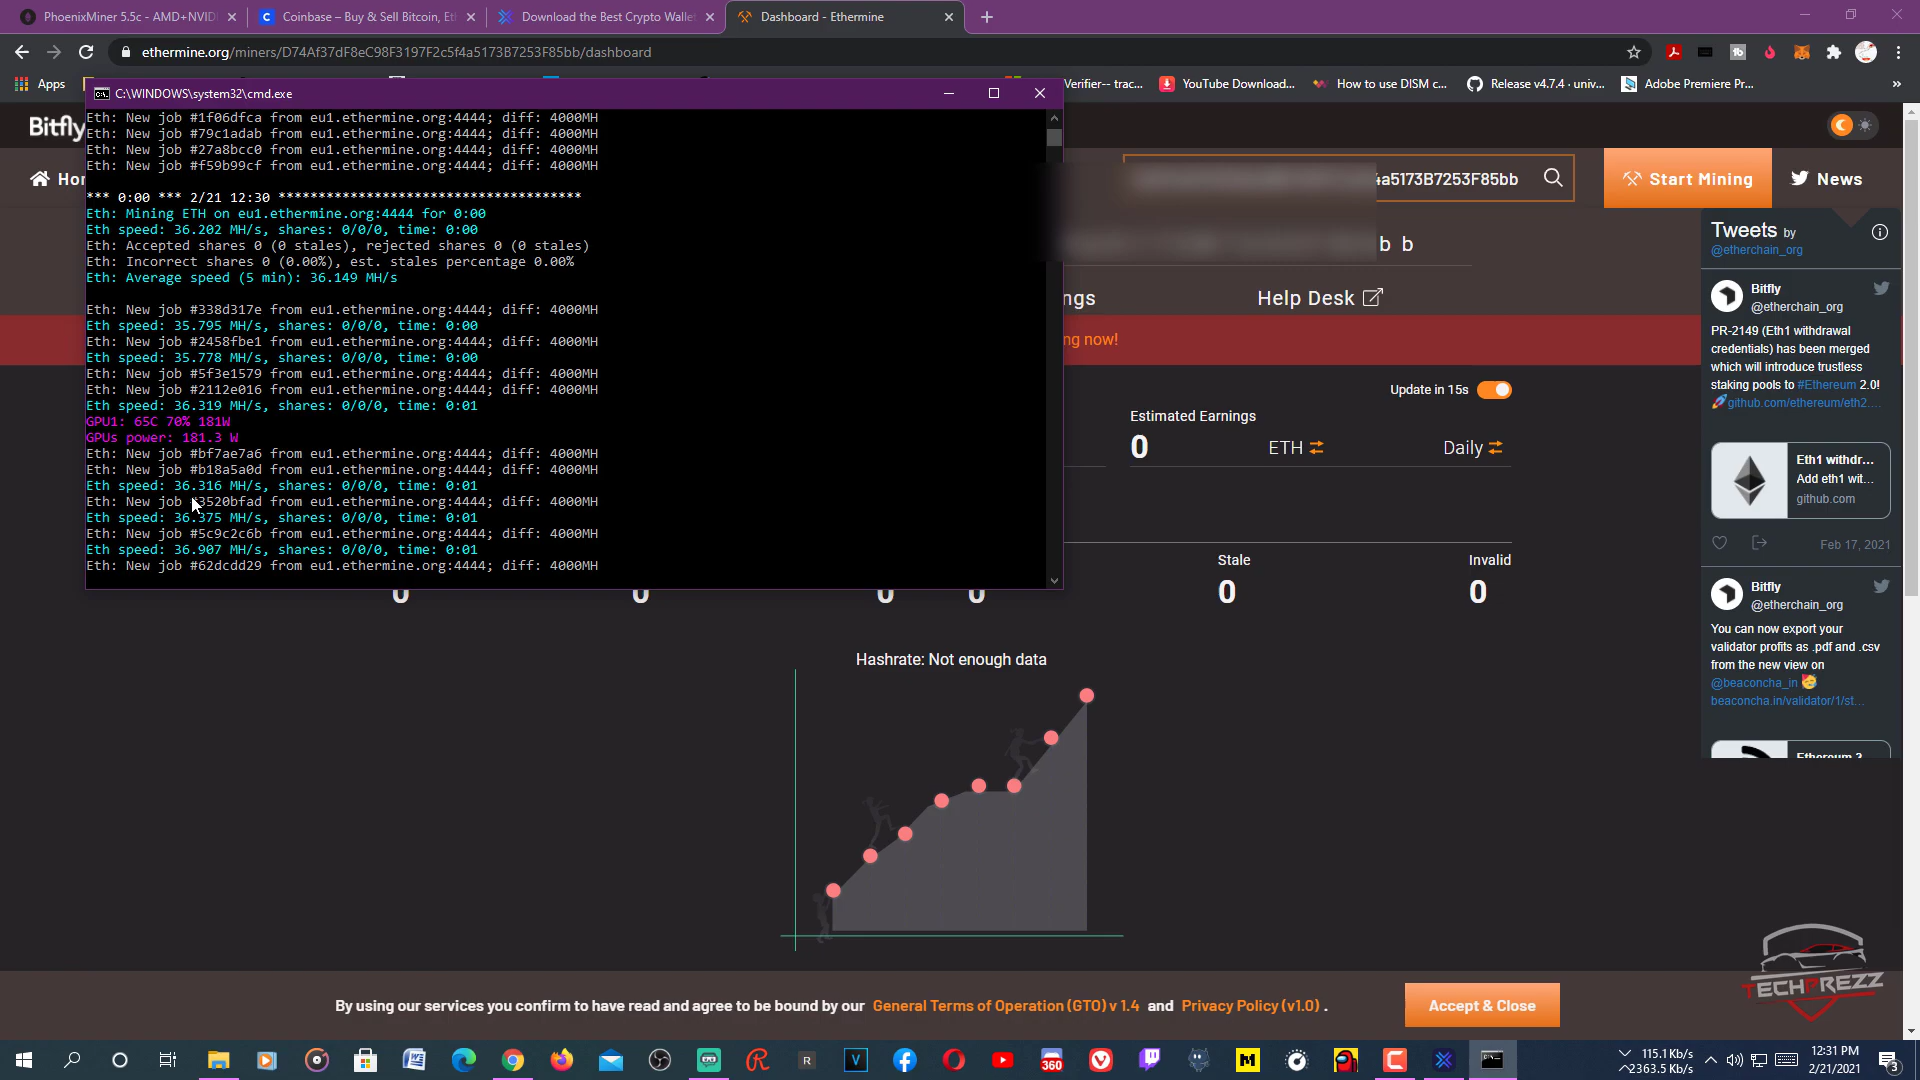 PhoenixMiner 5.5c - AMD+NVID
Coinbase – Buy & Sell Bitcoin, Et
Download the Best Crypto Wallet
Dashboard - Ethermine
ethermine.org/miners/D74Af37dF8eC98F3197F2c5f4a5173B7253F85bb/dashboard
Apps
Verifier-- trac...
YouTube Download...
How to use DISM c...
Release v4.7.4 · univ...
Adobe Premiere Pr...
C:\WINDOWS\system32\cmd.exe
Eth: New job #1f06dfca from eu1.ethermine.org:4444; diff: 4000MH
Eth: New job #79c1adab from eu1.ethermine.org:4444; diff: 4000MH
Eth: New job #27a8bcc0 from eu1.ethermine.org:4444; diff: 4000MH
Eth: New job #f59b99cf from eu1.ethermine.org:4444; diff: 4000MH
*** 0:00 *** 2/21 12:30 **************************************
Eth: Mining ETH on eu1.ethermine.org:4444 for 0:00
Eth speed: 36.202 MH/s, shares: 0/0/0, time: 0:00
Eth: Accepted shares 0 (0 stales), rejected shares 0 (0 stales)
Eth: Incorrect shares 0 (0.00%), est. stales percentage 0.00%
Eth: Average speed (5 min): 36.149 MH/s
Eth: New job #338d317e from eu1.ethermine.org:4444; diff: 4000MH
Eth speed: 35.795 MH/s, shares: 0/0/0, time: 0:00
Eth: New job #2458fbe1 from eu1.ethermine.org:4444; diff: 4000MH
Eth speed: 35.778 MH/s, shares: 0/0/0, time: 0:00
Eth: New job #5f3e1579 from eu1.ethermine.org:4444; diff: 4000MH
Eth: New job #2112e016 from eu1.ethermine.org:4444; diff: 4000MH
Eth speed: 36.319 MH/s, shares: 0/0/0, time: 0:01
GPU1: 65C 70% 181W
GPUs power: 181.3 W
Eth: New job #bf7ae7a6 from eu1.ethermine.org:4444; diff: 4000MH
Eth: New job #b18a5a0d from eu1.ethermine.org:4444; diff: 4000MH
Eth speed: 36.316 MH/s, shares: 0/0/0, time: 0:01
Eth: New job #3520bfad from eu1.ethermine.org:4444; diff: 4000MH
Eth speed: 36.375 MH/s, shares: 0/0/0, time: 0:01
Eth: New job #5c9c2c6b from eu1.ethermine.org:4444; diff: 4000MH
Eth speed: 36.907 MH/s, shares: 0/0/0, time: 0:01
Eth: New job #62dcdd29 from eu1.ethermine.org:4444; diff: 4000MH
Bitfly
Hor
4a5173B7253F85bb
Start Mining
News
b b
ngs
Help Desk
ng now!
Update in 15s
Estimated Earnings
0 ETH Daily
Stale
Invalid
0 0 0 0 0 0
Hashrate: Not enough data
Tweets by
@etherchain_org
Bitfly
@etherchain_org
PR-2149 (Eth1 withdrawal
credentials) has been merged
which will introduce trustless
staking pools to #Ethereum 2.0!
🚀github.com/ethereum/eth2....
Eth1 withdr...
Add eth1 wit...
github.com
Feb 17, 2021
Bitfly
@etherchain_org
You can now export your
validator profits as .pdf and .csv
from the new view on
@beaconcha_in 🥳
beaconcha.in/validator/1/st...
Ethereum 2
TECHPREZZ
By using our services you confirm to have read and agree to be bound by our General Terms of Operation (GTO) v 1.4 and Privacy Policy (v1.0) .
Accept & Close
360
115.1 Kb/s
2363.5 Kb/s
12:31 PM
2/21/2021
3